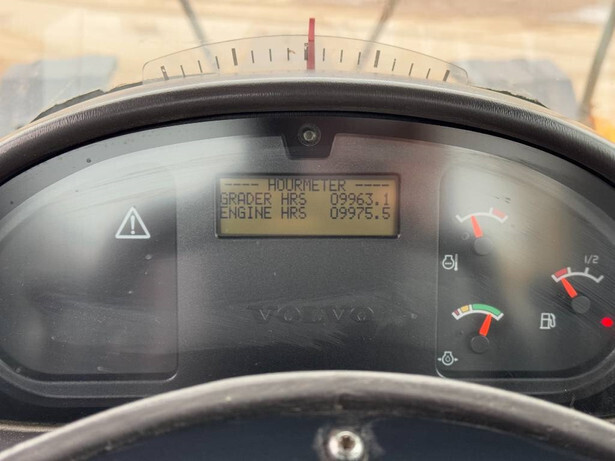 ---- HOURMETER ----
GRADER HRS 09963.1
ENGINE HRS 09975.5
1/2
VOLVO